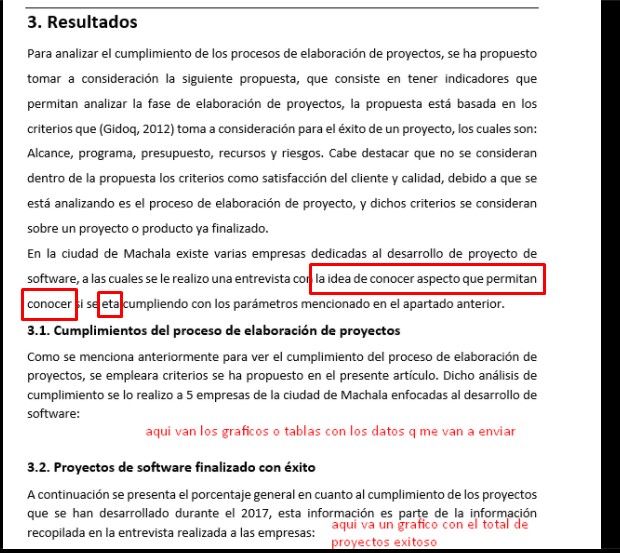 3. Resultados
Para analizar el cumplimiento de los procesos de elaboración de proyectos, se ha propuesto
tomar a consideración la siguiente propuesta, que consiste en tener indicadores que
permitan analizar la fase de elaboración de proyectos, la propuesta está basada en los
criterios que (Gidoq, 2012) toma a consideración para el éxito de un proyecto, los cuales son:
Alcance, programa, presupuesto, recursos y riesgos. Cabe destacar que no se consideran
dentro de la propuesta los criterios como satisfacción del cliente y calidad, debido a que se
está analizando es el proceso de elaboración de proyecto, y dichos criterios se consideran
sobre un proyecto o producto ya finalizado.
En la ciudad de Machala existe varias empresas dedicadas al desarrollo de proyecto de
software, a las cuales se le realizo una entrevista con la idea de conocer aspecto que permitan
conocer si se eta cumpliendo con los parámetros mencionado en el apartado anterior.
3.1. Cumplimientos del proceso de elaboración de proyectos
Como se menciona anteriormente para ver el cumplimiento del proceso de elaboración de
proyectos, se empleara criterios se ha propuesto en el presente artículo. Dicho análisis de
cumplimiento se lo realizo a 5 empresas de la ciudad de Machala enfocadas al desarrollo de
software:
aqui van los graficos o tablas con los datos q me van a enviar
3.2. Proyectos de software finalizado con éxito
A continuación se presenta el porcentaje general en cuanto al cumplimiento de los proyectos
que se han desarrollado durante el 2017, esta información es parte de la información
recopilada en la entrevista realizada a las empresas:
aqui va un grafico con el total de
proyectos exitoso